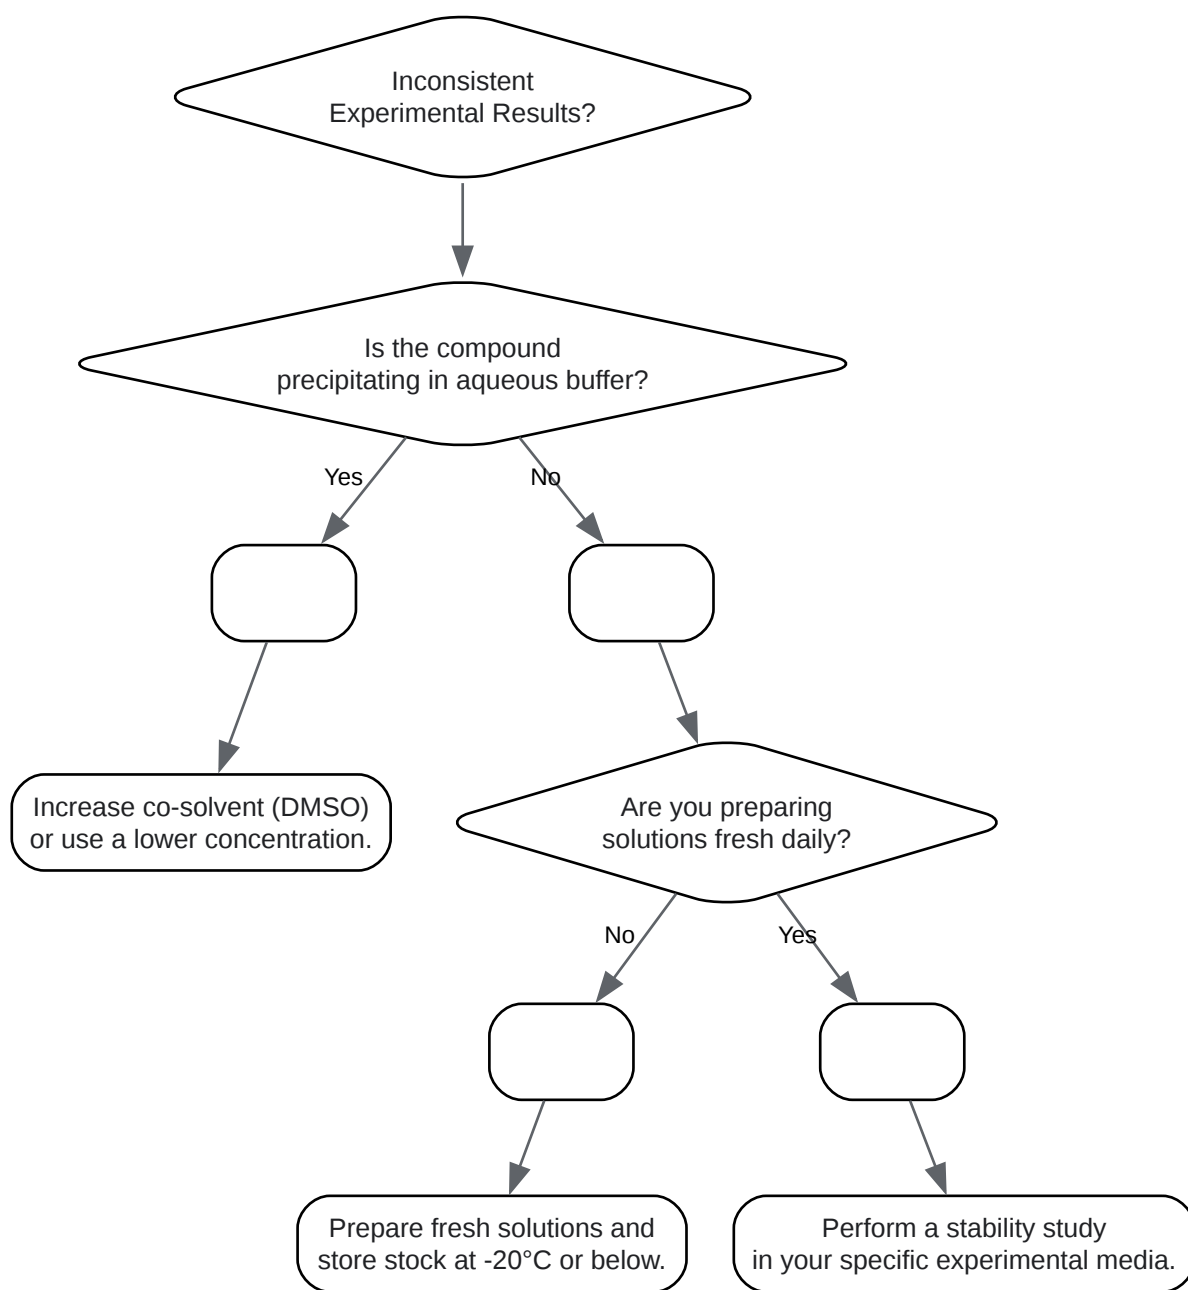 Inconsistent
Experimental Results?
Is the compound
precipitating in aqueous buffer?
Yes
No
Increase co-solvent (DMSO)
or use a lower concentration.
Are you preparing
solutions fresh daily?
No
Yes
Prepare fresh solutions and
store stock at -20°C or below.
Perform a stability study
in your specific experimental media.